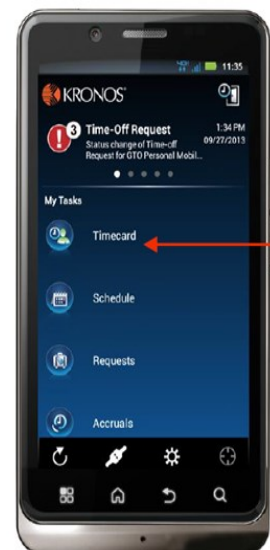 11:35
KRONOS
3
Time-Off Request
1:34 PM
Status change of Time-off
09/27/2013
Request for GTO Personal Mobil...
My Tasks
Timecard
Schedule
Requests
Accruals